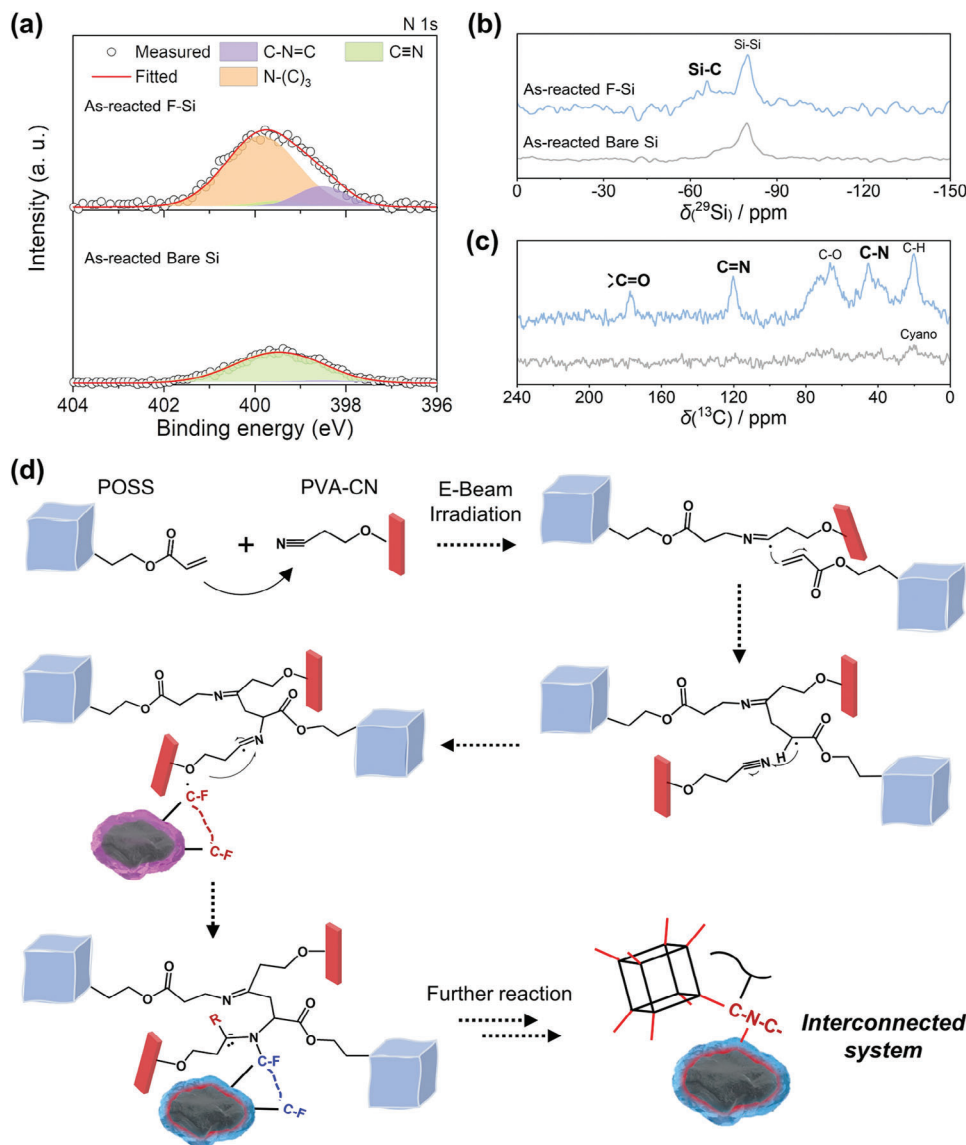 (a)
N 1s
Measured
C-N=C
C≡N
Fitted
N-(C)₃
As-reacted F-Si
As-reacted Bare Si
Intensity (a. u.)
404 402 400 398 396
Binding energy (eV)
(b)
Si-Si
Si-C
As-reacted F-Si
As-reacted Bare Si
0 -30 -60 -90 -120 -150
δ(²⁹Si) / ppm
(c)
C=O
C=N
C-O
C-N
C-H
Cyano
240 200 160 120 80 40 0
δ(¹³C) / ppm
(d)
POSS
PVA-CN
E-Beam
Irradiation
O
O
+
N
O
O
O
N
O
O
O
O
O
N
O
O
O
N
O
C-F
C-F
O
O
N
O
O
O
H
N
O
O
O
N
O
R
N
O
O
O
C-F
C-F
Further reaction
C-N-C-
Interconnected
system